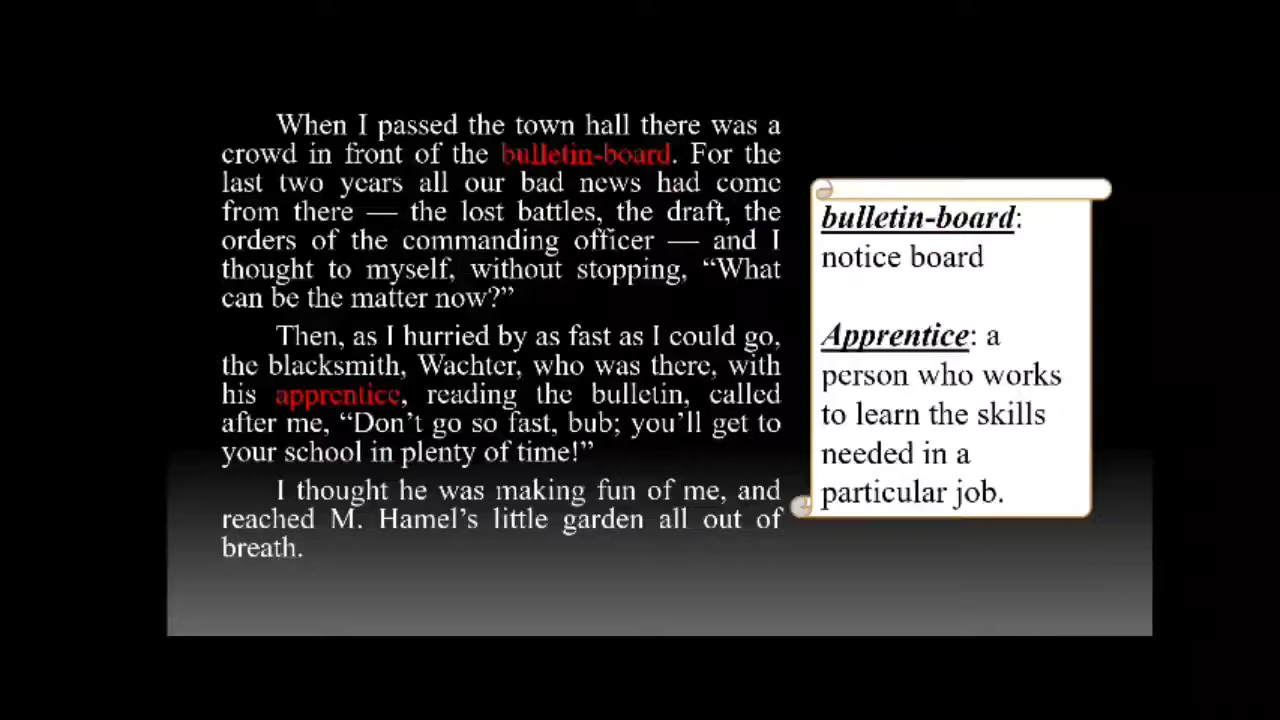 When I passed the town hall there was a
crowd in front of the bulletin-board. For the
last two years all our bad news had come
from there — the lost battles, the draft, the
orders of the commanding officer — and I
thought to myself, without stopping, “What
can be the matter now?”
Then, as I hurried by as fast as I could go,
the blacksmith, Wachter, who was there, with
his apprentice, reading the bulletin, called
after me, “Don’t go so fast, bub; you’ll get to
your school in plenty of time!”
I thought he was making fun of me, and
reached M. Hamel’s little garden all out of
breath.
bulletin-board:
notice board
Apprentice: a
person who works
to learn the skills
needed in a
particular job.